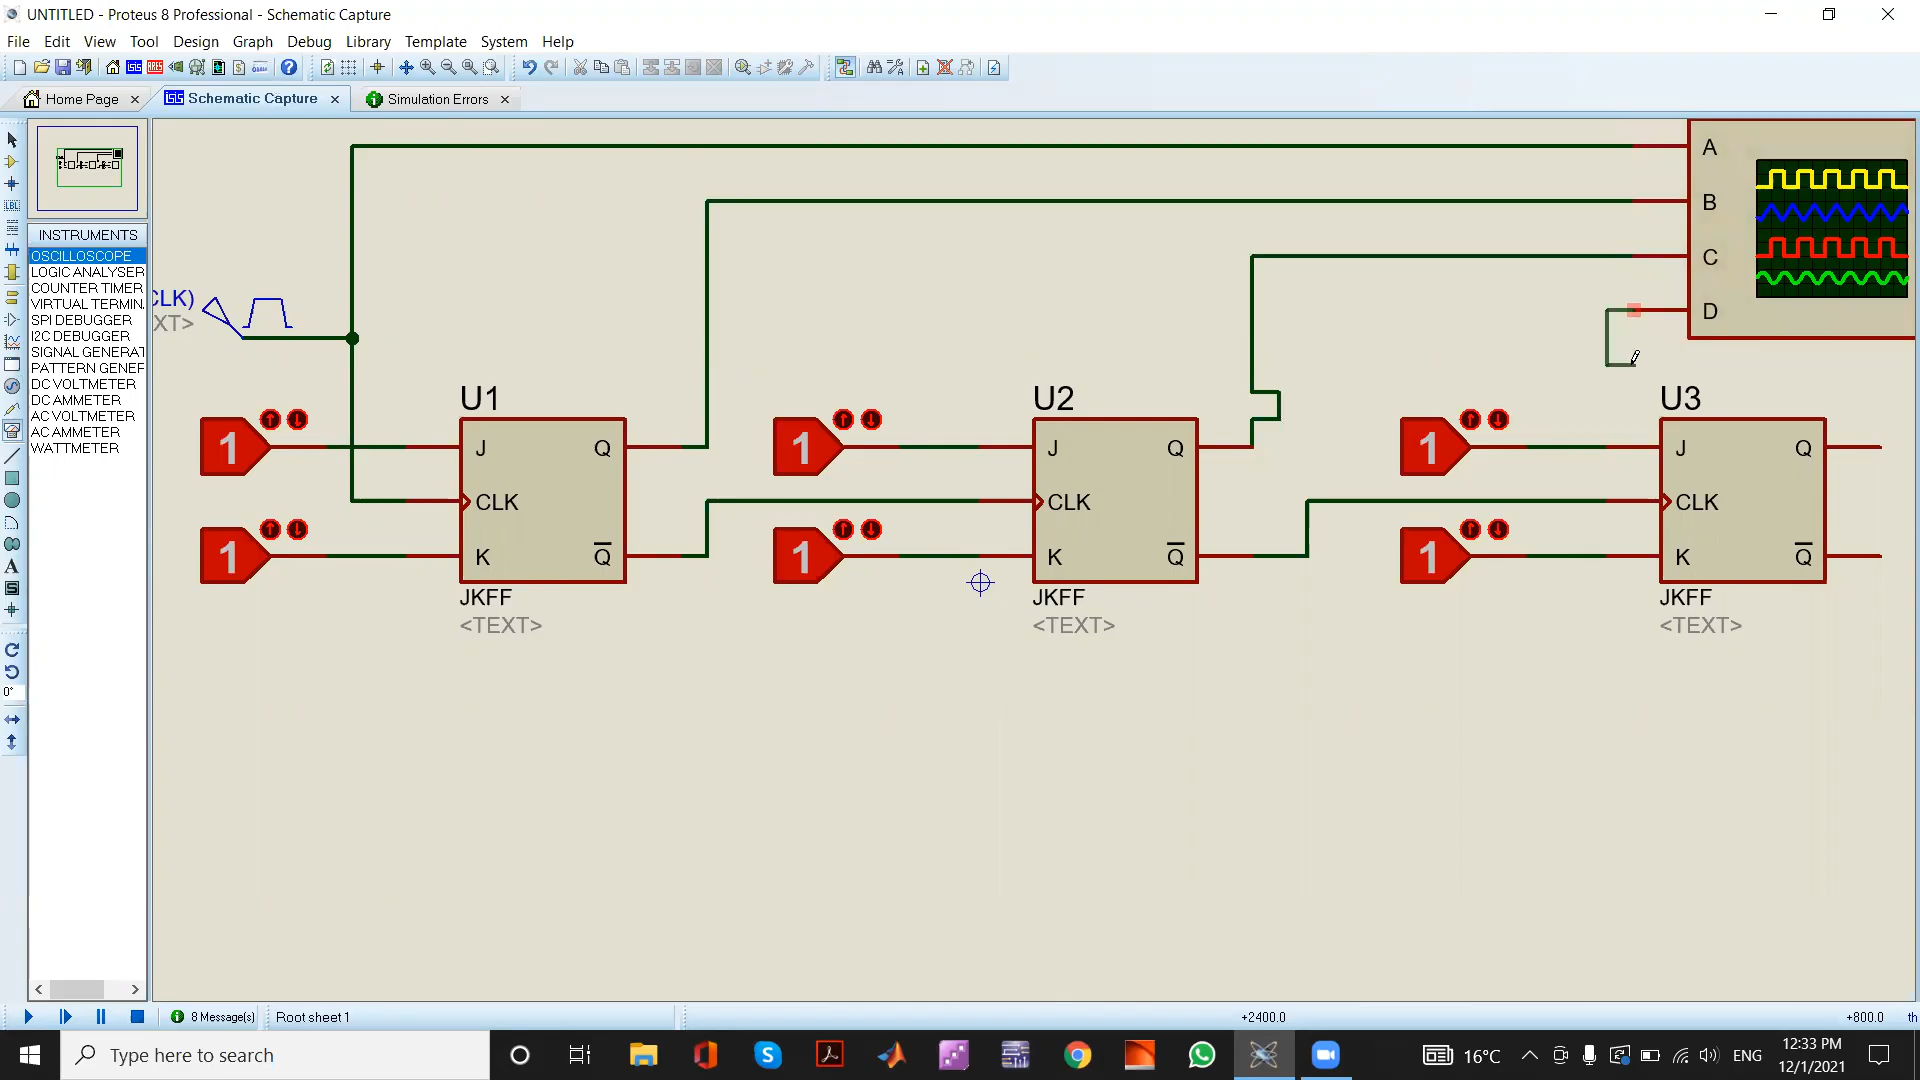 UNTITLED - Proteus 8 Professional - Schematic Capture
File Edit View Tool Design Graph Debug Library Template System Help
Home Page Schematic Capture Simulation Errors
INSTRUMENTS
OSCILLOSCOPE
LOGIC ANALYSER
COUNTER TIMER
VIRTUAL TERMIN
SPI DEBUGGER
I2C DEBUGGER
SIGNAL GENERAT
PATTERN GENEF
DC VOLTMETER
DC AMMETER
AC VOLTMETER
AC AMMETER
WATTMETER
LBL
A
S
0°
CLK)
XT>
A
B
C
D
U1
1
1
J
Q
CLK
K
Q
JKFF
<TEXT>
U2
1
1
J
Q
CLK
K
Q
JKFF
<TEXT>
U3
1
1
J
Q
CLK
K
Q
JKFF
<TEXT>
8 Message(s) Root sheet 1 +2400.0 +800.0 th
Type here to search
16°C ENG 12:33 PM
12/1/2021